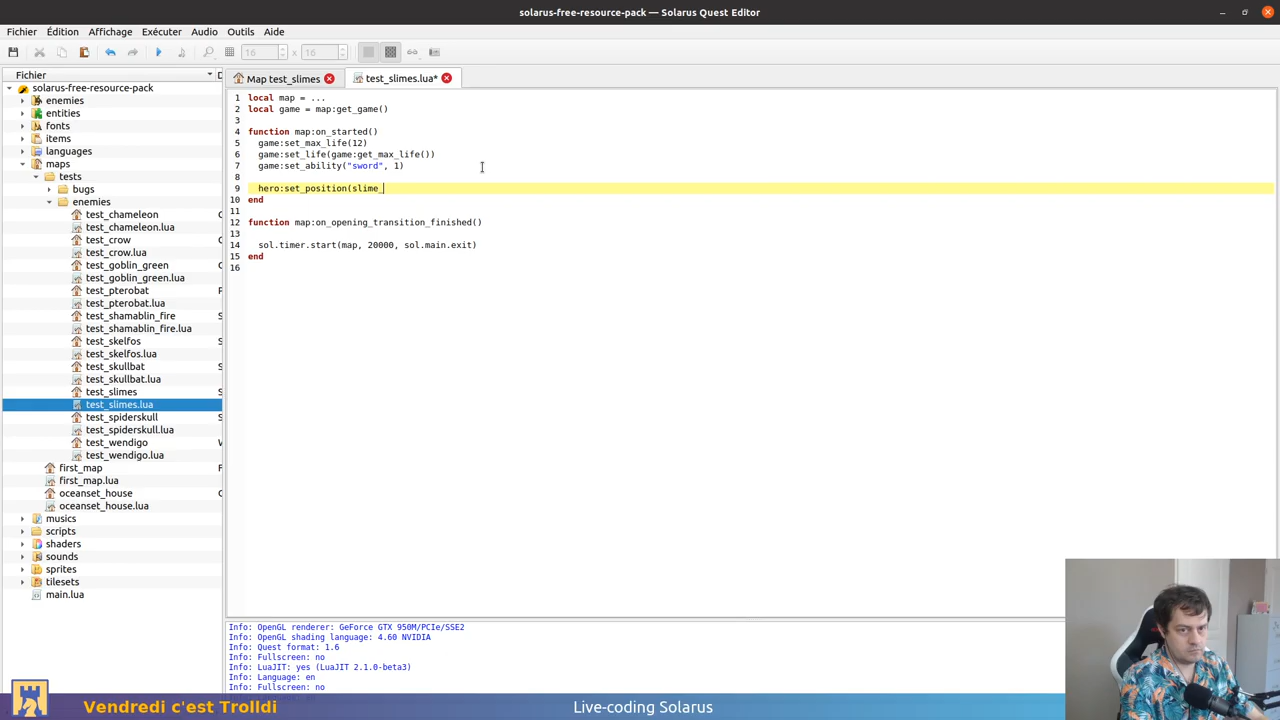 solarus-free-resource-pack — Solarus Quest Editor
Fichier Édition Affichage Exécuter Audio Outils Aide
16 x 16
Fichier
Map test_slimes
test_slimes.lua*
solarus-free-resource-pack
enemies
entities
fonts
items
languages
maps
tests
bugs
enemies
test_chameleon
test_chameleon.lua
test_crow
test_crow.lua
test_goblin_green
test_goblin_green.lua
test_pterobat
test_pterobat.lua
test_shamablin_fire
test_shamablin_fire.lua
test_skelfos
test_skelfos.lua
test_skullbat
test_skullbat.lua
test_slimes
test_slimes.lua
test_spiderskull
test_spiderskull.lua
test_wendigo
test_wendigo.lua
first_map
first_map.lua
oceanset_house
oceanset_house.lua
musics
scripts
shaders
sounds
sprites
tilesets
main.lua
1 local map = ...
2 local game = map:get_game()
3
4 function map:on_started()
5 game:set_max_life(12)
6 game:set_life(game:get_max_life())
7 game:set_ability("sword", 1)
8
9 hero:set_position(slime_
10 end
11
12 function map:on_opening_transition_finished()
13
14 sol.timer.start(map, 20000, sol.main.exit)
15 end
16
Info: OpenGL renderer: GeForce GTX 950M/PCIe/SSE2
Info: OpenGL shading language: 4.60 NVIDIA
Info: Quest format: 1.6
Info: Fullscreen: no
Info: LuaJIT: yes (LuaJIT 2.1.0-beta3)
Info: Language: en
Info: Fullscreen: no
Vendredi c'est Trolldi
Live-coding Solarus